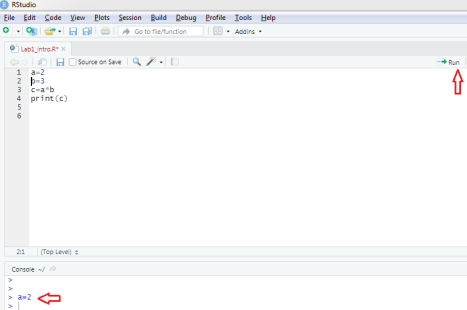 RStudio
File Edit Code View Plots Session Build Debug Profile Tools Help
Go to file/function Addins
Lab1_Intro.R*
Source on Save Run
1 a=2
2 b=3
3 c=a*b
4 print(c)
5
6
2:1 (Top Level)
Console ~/
>
>
> a=2
>